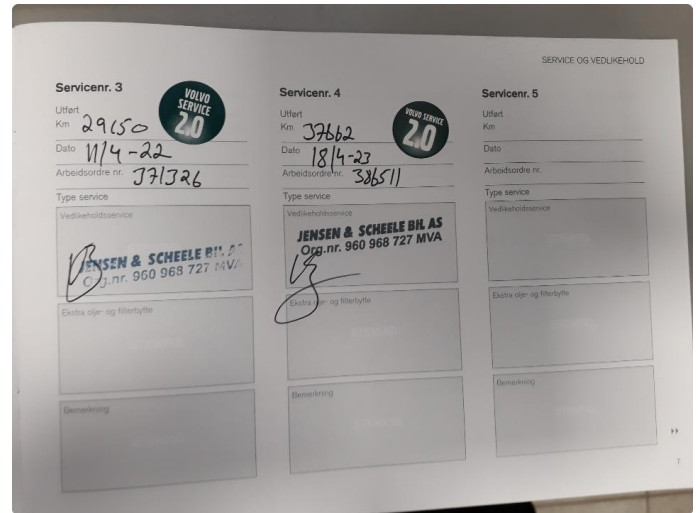 SERVICE OG VEDLIKEHOLD
Servicenr. 3
VOLVO
SERVICE
2.0
Utført
Km 29150
Dato 11/4-22
Arbeidsordre nr. 371326
Type service
Vedlikeholdsservice
JENSEN & SCHEELE BIL AS
Org.nr. 960 968 727 MVA
Ekstra olje- og filterbytte
Bemerkning
Servicenr. 4
VOLVO SERVICE
2.0
Utført
Km 37662
Dato 18/4-23
Arbeidsordre nr. 386511
Type service
Vedlikeholdsservice
JENSEN & SCHEELE BIL AS
Org.nr. 960 968 727 MVA
Ekstra olje- og filterbytte
Bemerkning
Servicenr. 5
Utført
Km
Dato
Arbeidsordre nr.
Type service
Vedlikeholdsservice
Ekstra olje- og filterbytte
Bemerkning
7